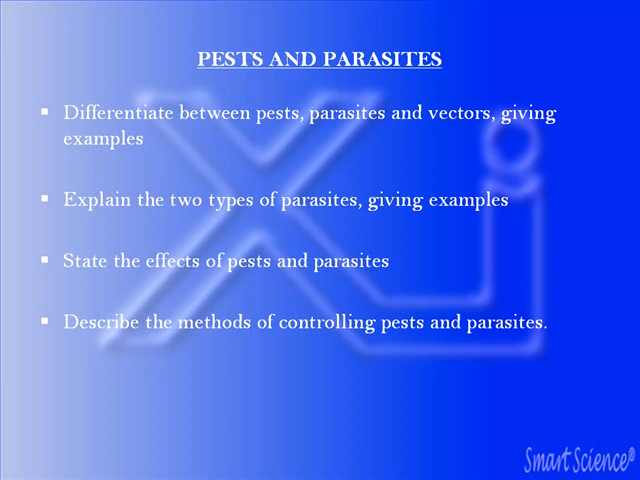 PESTS AND PARASITES
▪ Differentiate between pests, parasites and vectors, giving
examples
▪ Explain the two types of parasites, giving examples
▪ State the effects of pests and parasites
▪ Describe the methods of controlling pests and parasites.
Xj
Smart Science®